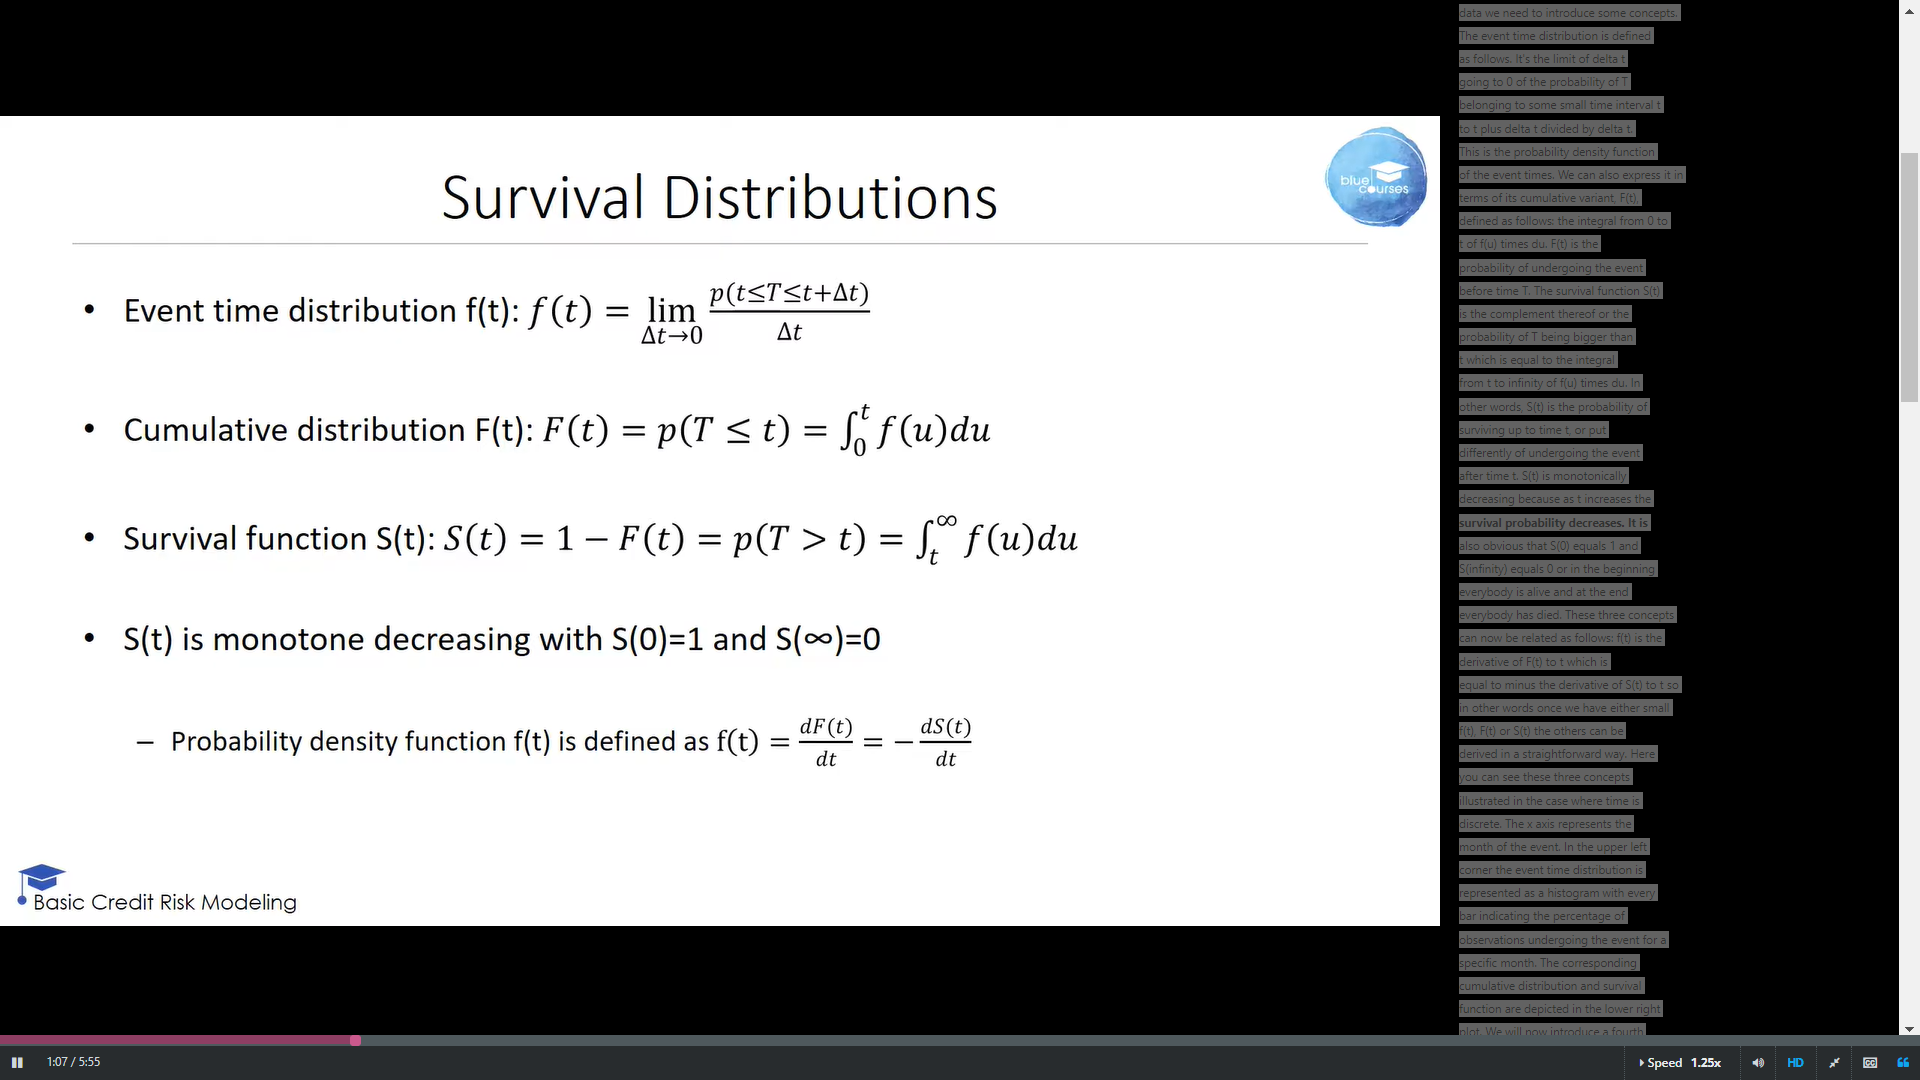 Survival Distributions
blue courses
• Event time distribution f(t): f(t) = lim_{Δt→0} p(t≤T≤t+Δt) / Δt
• Cumulative distribution F(t): F(t) = p(T ≤ t) = ∫_0^t f(u)du
• Survival function S(t): S(t) = 1 − F(t) = p(T > t) = ∫_t^∞ f(u)du
• S(t) is monotone decreasing with S(0)=1 and S(∞)=0
– Probability density function f(t) is defined as f(t) = dF(t)/dt = − dS(t)/dt
Basic Credit Risk Modeling
data we need to introduce some concepts.
The event time distribution is defined
as follows. It's the limit of delta t
going to 0 of the probability of T
belonging to some small time interval t
to t plus delta t divided by delta t.
This is the probability density function
of the event times. We can also express it in
terms of its cumulative variant, F(t),
defined as follows: the integral from 0 to
t of f(u) times du. F(t) is the
probability of undergoing the event
before time T. The survival function S(t)
is the complement thereof or the
probability of T being bigger than
t which is equal to the integral
from t to infinity of f(u) times du. In
other words, S(t) is the probability of
surviving up to time t, or put
differently of undergoing the event
after time t. S(t) is monotonically
decreasing because as t increases the
survival probability decreases. It is
also obvious that S(0) equals 1 and
S(infinity) equals 0 or in the beginning
everybody is alive and at the end
everybody has died. These three concepts
can now be related as follows: f(t) is the
derivative of F(t) to t which is
equal to minus the derivative of S(t) to t so
in other words once we have either small
f(t), F(t) or S(t) the others can be
derived in a straightforward way. Here
you can see these three concepts
illustrated in the case where time is
discrete. The x axis represents the
month of the event. In the upper left
corner the event time distribution is
represented as a histogram with every
bar indicating the percentage of
observations undergoing the event for a
specific month. The corresponding
cumulative distribution and survival
function are depicted in the lower right
plot. We will now introduce a fourth
1:07 / 5:55
Speed 1.25x
HD
CC